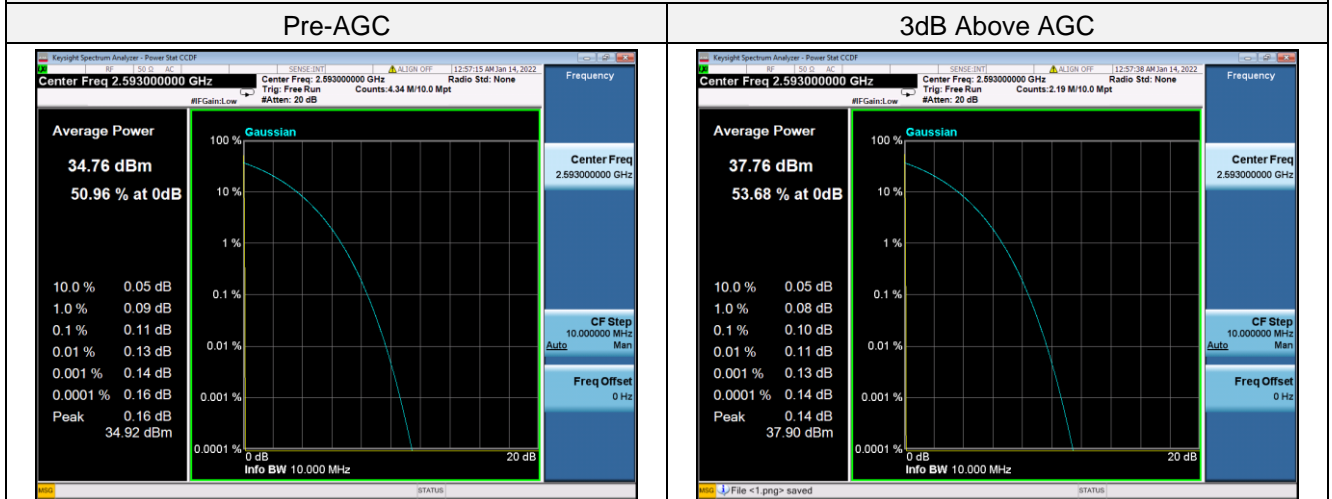 Pre-AGC
3dB Above AGC
Keysight Spectrum Analyzer - Power Stat CCDF
RF 50 Ω AC SENSE:INT ALIGN OFF 12:57:15 AM Jan 14, 2022
Center Freq 2.593000000 GHz
Center Freq: 2.593000000 GHz Radio Std: None
Trig: Free Run Counts:4.34 M/10.0 Mpt
#IFGain:Low #Atten: 20 dB
Frequency
Average Power
34.76 dBm
50.96 % at 0dB
10.0 % 0.05 dB
1.0 % 0.09 dB
0.1 % 0.11 dB
0.01 % 0.13 dB
0.001 % 0.14 dB
0.0001 % 0.16 dB
Peak 0.16 dB
34.92 dBm
Gaussian
100 %
10 %
1 %
0.1 %
0.01 %
0.001 %
0.0001 %
0 dB 20 dB
Info BW 10.000 MHz
Center Freq
2.593000000 GHz
CF Step
10.000000 MHz
Auto Man
Freq Offset
0 Hz
MSG STATUS
Keysight Spectrum Analyzer - Power Stat CCDF
RF 50 Ω AC SENSE:INT ALIGN OFF 12:57:38 AM Jan 14, 2022
Center Freq 2.593000000 GHz
Center Freq: 2.593000000 GHz Radio Std: None
Trig: Free Run Counts:2.19 M/10.0 Mpt
#IFGain:Low #Atten: 20 dB
Frequency
Average Power
37.76 dBm
53.68 % at 0dB
10.0 % 0.05 dB
1.0 % 0.08 dB
0.1 % 0.10 dB
0.01 % 0.11 dB
0.001 % 0.13 dB
0.0001 % 0.14 dB
Peak 0.14 dB
37.90 dBm
Gaussian
100 %
10 %
1 %
0.1 %
0.01 %
0.001 %
0.0001 %
0 dB 20 dB
Info BW 10.000 MHz
Center Freq
2.593000000 GHz
CF Step
10.000000 MHz
Auto Man
Freq Offset
0 Hz
MSG File <1.png> saved STATUS